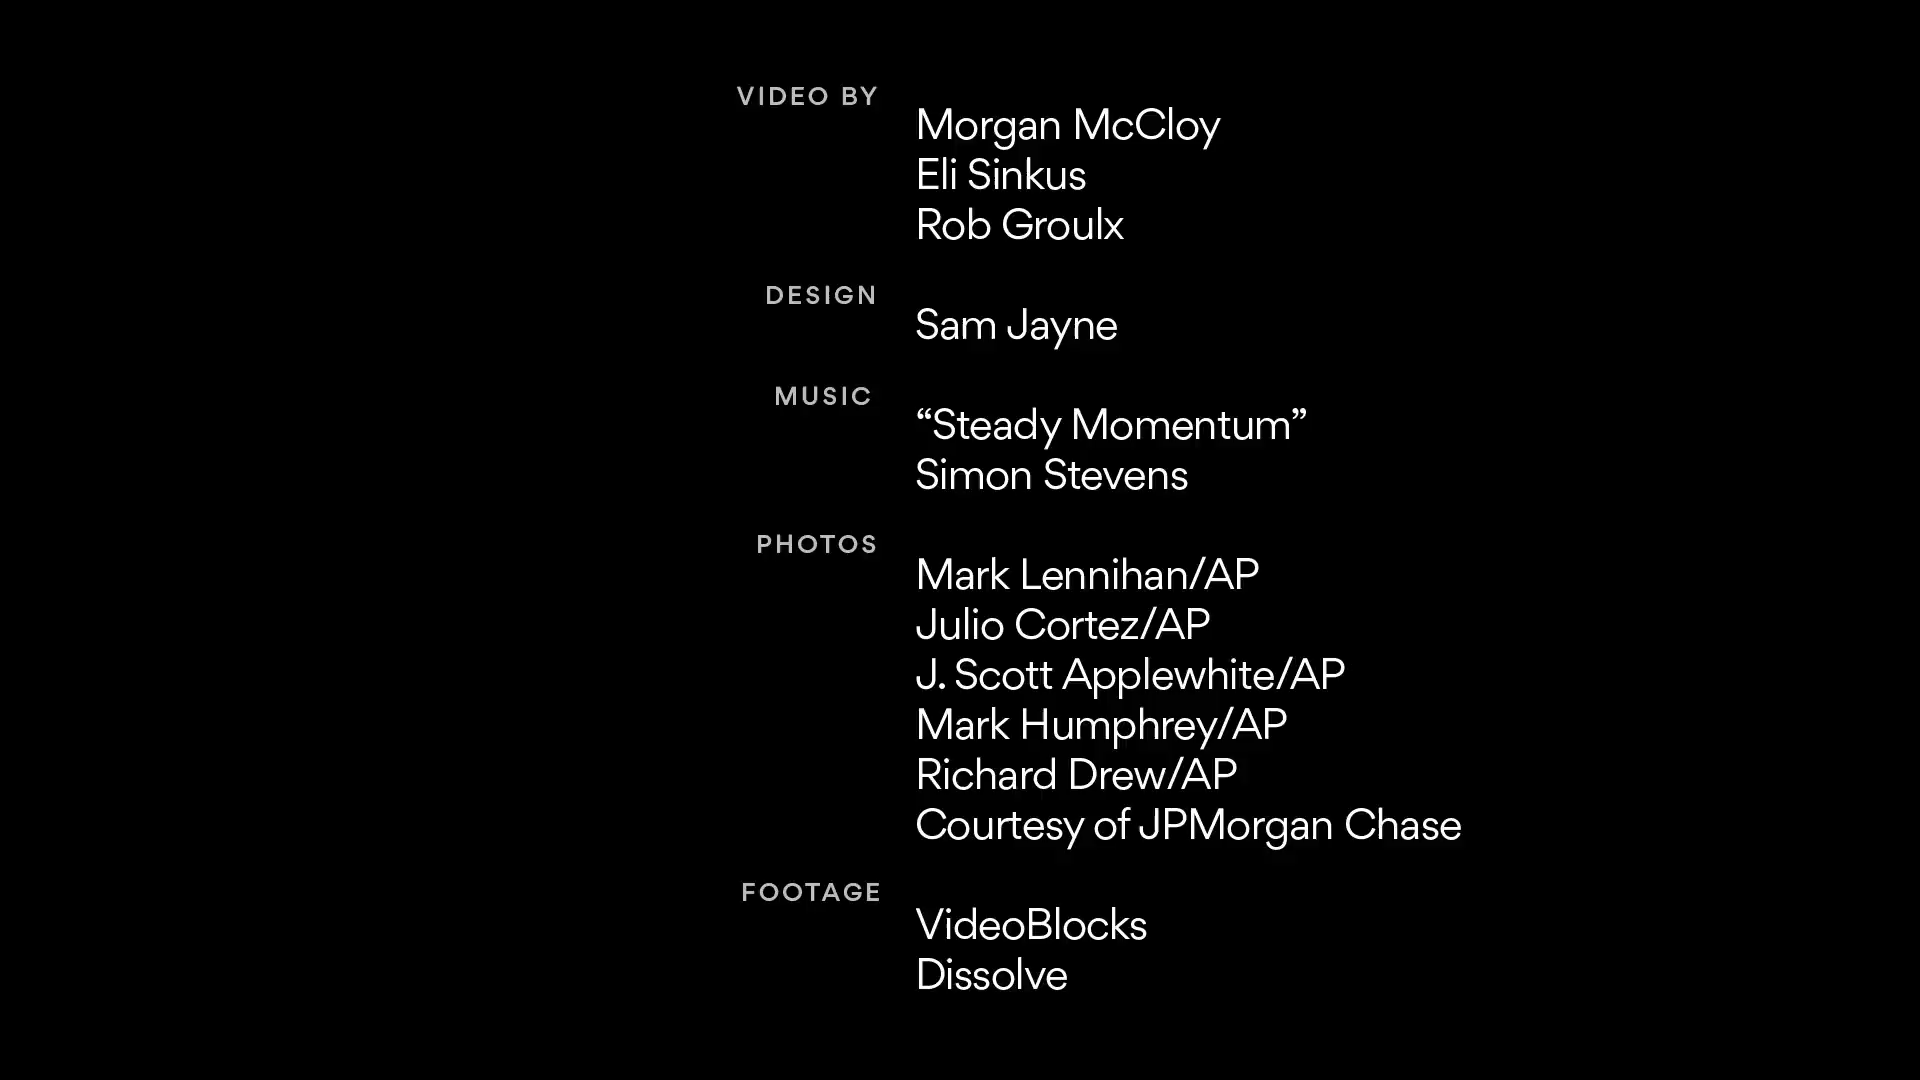 VIDEO BY
Morgan McCloy
Eli Sinkus
Rob Groulx
DESIGN
Sam Jayne
MUSIC
“Steady Momentum”
Simon Stevens
PHOTOS
Mark Lennihan/AP
Julio Cortez/AP
J. Scott Applewhite/AP
Mark Humphrey/AP
Richard Drew/AP
Courtesy of JPMorgan Chase
FOOTAGE
VideoBlocks
Dissolve